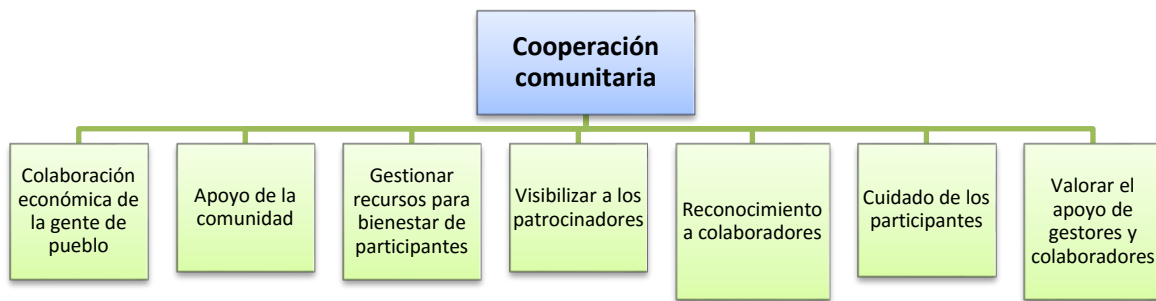 Cooperación
comunitaria
Colaboración
económica de
la gente de
pueblo
Apoyo de la
comunidad
Gestionar
recursos para
bienestar de
participantes
Visibilizar a los
patrocinadores
Reconocimiento
a colaboradores
Cuidado de los
participantes
Valorar el
apoyo de
gestores y
colaboradores